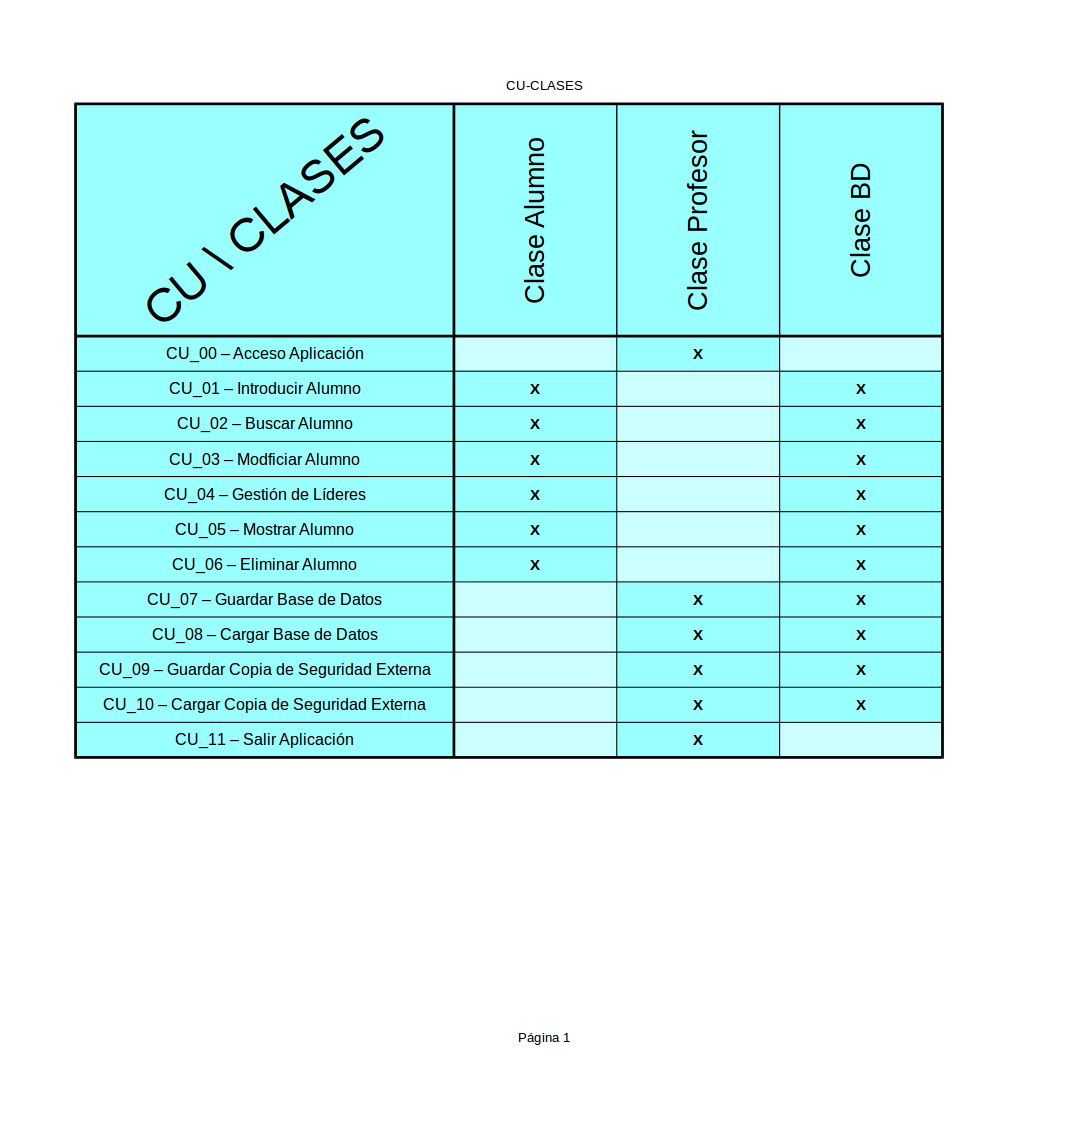 CU-CLASES
CU \ CLASES
Clase Alumno
Clase Profesor
Clase BD
CU_00 – Acceso Aplicación X
CU_01 – Introducir Alumno X X
CU_02 – Buscar Alumno X X
CU_03 – Modficiar Alumno X X
CU_04 – Gestión de Líderes X X
CU_05 – Mostrar Alumno X X
CU_06 – Eliminar Alumno X X
CU_07 – Guardar Base de Datos X X
CU_08 – Cargar Base de Datos X X
CU_09 – Guardar Copia de Seguridad Externa X X
CU_10 – Cargar Copia de Seguridad Externa X X
CU_11 – Salir Aplicación X
Página 1